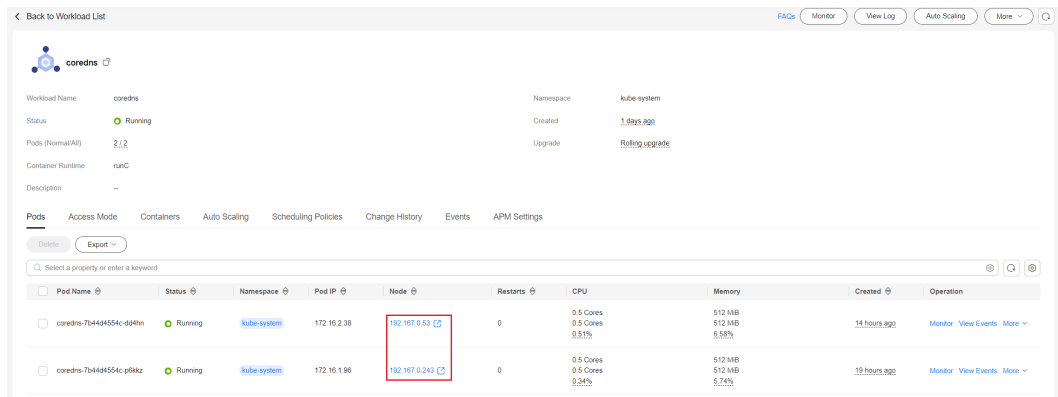 Back to Workload List
FAQs Monitor View Log Auto Scaling More
coredns
Workload Name coredns Namespace kube-system
Status Running Created 1 days ago
Pods (Normal/All) 2 / 2 Upgrade Rolling upgrade
Container Runtime runC
Description --
Pods Access Mode Containers Auto Scaling Scheduling Policies Change History Events APM Settings
Delete Export
Select a property or enter a keyword.
Pod Name Status Namespace Pod IP Node Restarts CPU Memory Created Operation
coredns-7b44d4554c-dd4hn Running kube-system 172.16.2.38 192.167.0.53 0 0.5 Cores 512 MiB 14 hours ago Monitor View Events More
0.5 Cores 512 MiB
0.51% 6.58%
coredns-7b44d4554c-p6kkz Running kube-system 172.16.1.96 192.167.0.243 0 0.5 Cores 512 MiB 19 hours ago Monitor View Events More
0.5 Cores 512 MiB
0.34% 5.74%